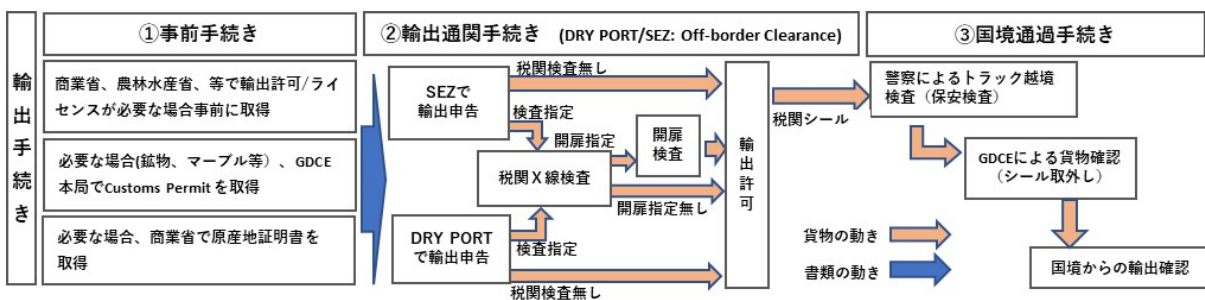 輸出手続き
①事前手続き
商業省、農林水産省、等で輸出許可/ライ
センスが必要な場合事前に取得
必要な場合(鉱物、マーブル等）、GDCE
本局でCustoms Permitを取得
必要な場合、商業省で原産地証明書を
取得
②輸出通関手続き (DRY PORT/SEZ: Off-border Clearance)
税関検査無し
SEZで
輸出申告
検査指定
開扉指定
開扉
検査
税関X線検査
開扉指定無し
DRY PORT
で輸出申告
検査指定
税関検査無し
輸出許可
③国境通過手続き
税関シール
警察によるトラック越境
検査（保安検査）
GDCEによる貨物確認
（シール取外し）
貨物の動き
書類の動き
国境からの輸出確認